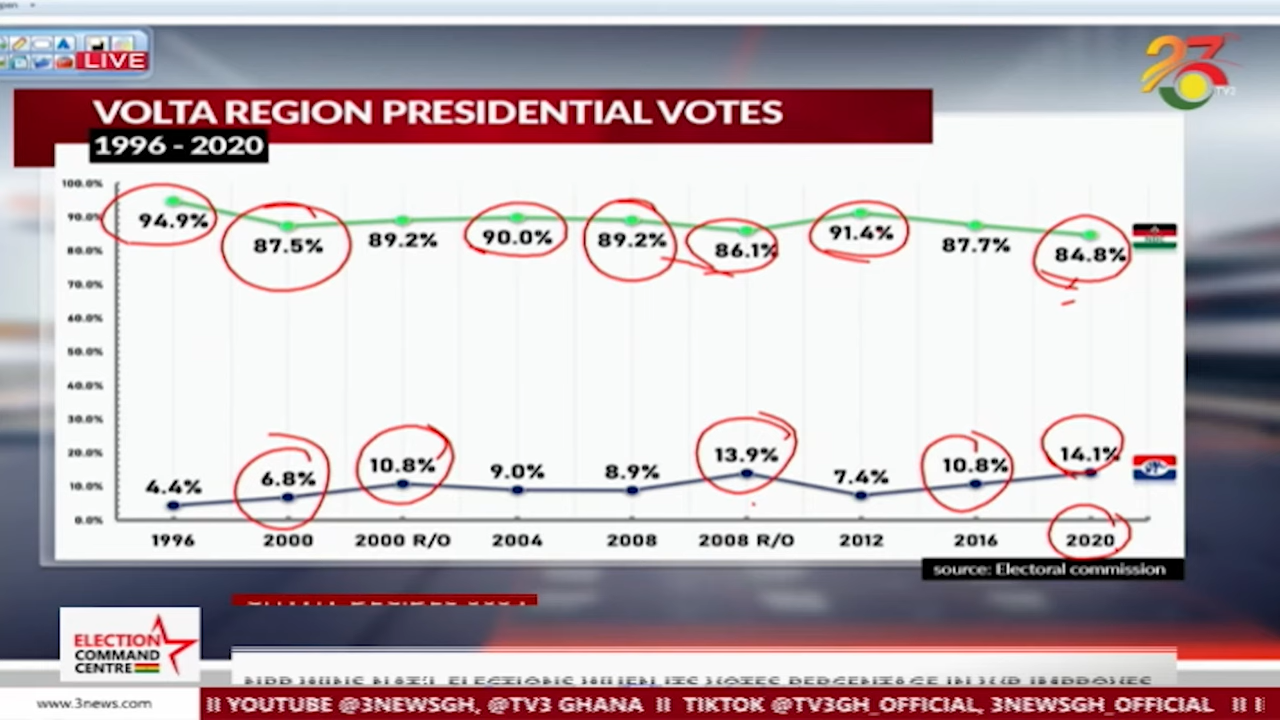 LIVE
23
TV3
VOLTA REGION PRESIDENTIAL VOTES
1996 - 2020
100.0%
90.0%
80.0%
70.0%
60.0%
50.0%
40.0%
30.0%
20.0%
10.0%
0.0%
94.9% 87.5% 89.2% 90.0% 89.2% 86.1% 91.4% 87.7% 84.8%
4.4% 6.8% 10.8% 9.0% 8.9% 13.9% 7.4% 10.8% 14.1%
1996 2000 2000 R/O 2004 2008 2008 R/O 2012 2016 2020
source: Electoral commission
ELECTION
COMMAND
CENTRE
www.3news.com
YOUTUBE @3NEWSGH, @TV3 GHANA TIKTOK @TV3GH_OFFICIAL, 3NEWSGH_OFFICIAL